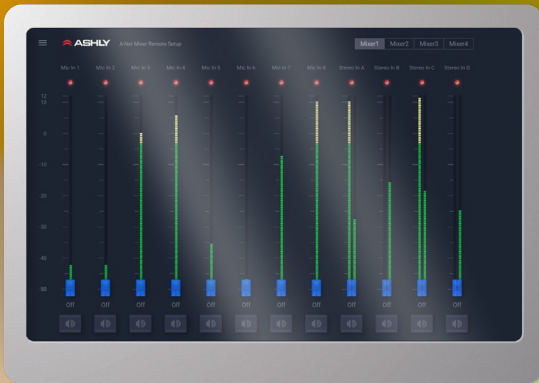 ASHLY A-Net Mixer Remote Setup Mixer1 Mixer2 Mixer3 Mixer4
Mic In 1 Mic In 2 Mic In 3 Mic In 4 Mic In 5 Mic In 6 Mic In 7 Mic In 8 Stereo In A Stereo In B Stereo In C Stereo In D
12
10
0
-10
20
30
40
50
Off Off Off Off Off Off Off Off Off Off Off Off